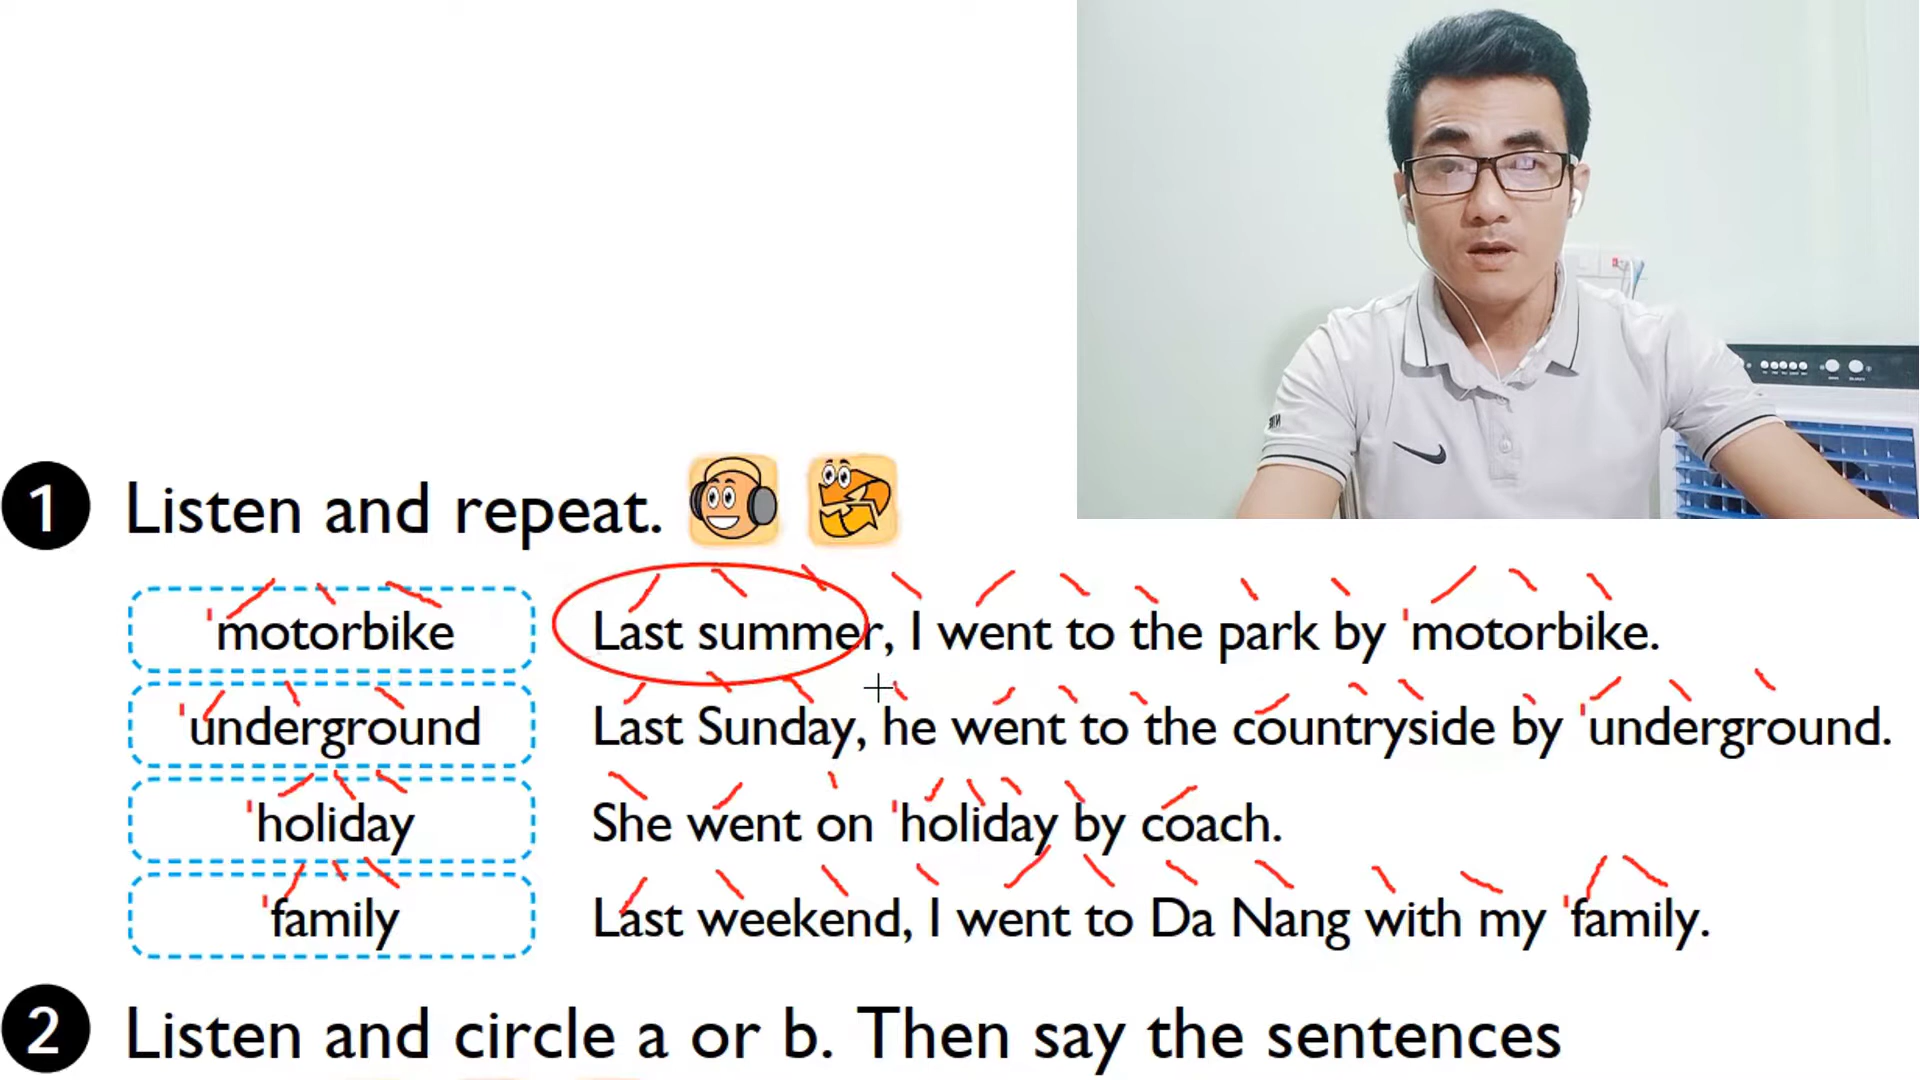 1 Listen and repeat.
'motorbike Last summer, I went to the park by 'motorbike.
'underground Last Sunday, he went to the countryside by 'underground.
'holiday She went on 'holiday by coach.
'family Last weekend, I went to Da Nang with my 'family.
2 Listen and circle a or b. Then say the sentences